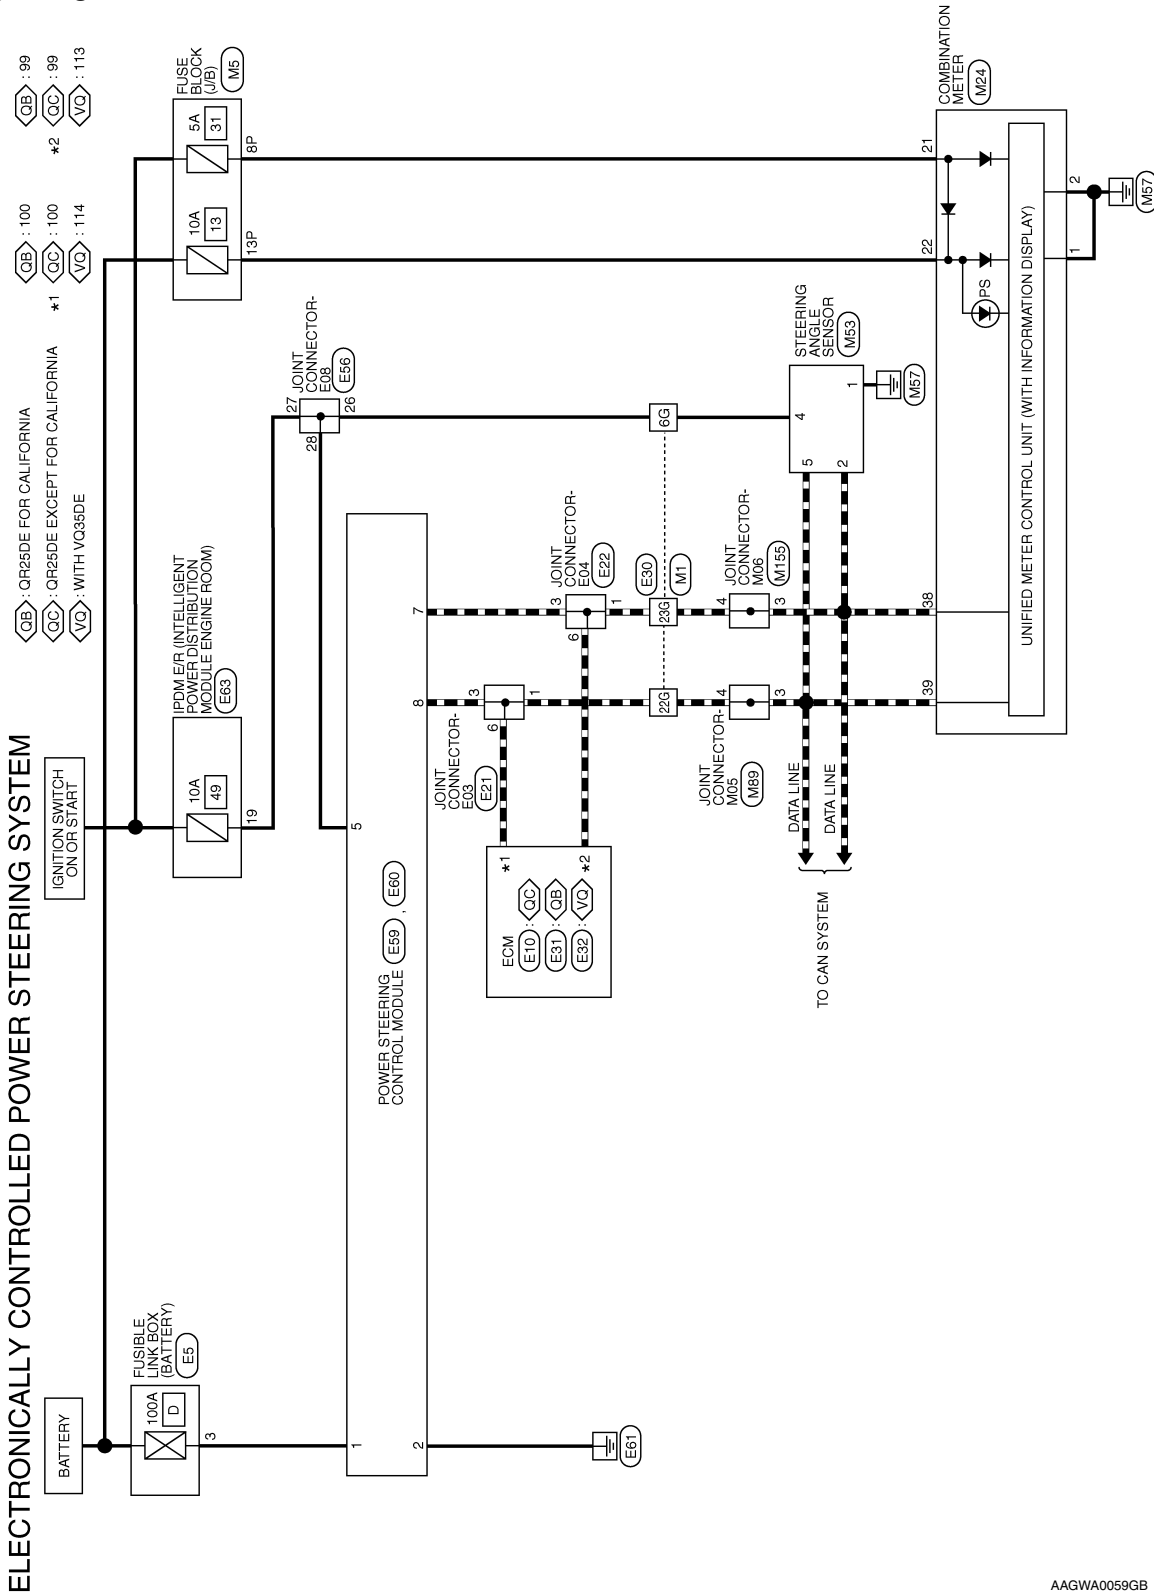 ELECTRONICALLY CONTROLLED POWER STEERING SYSTEM
QB : QR25DE FOR CALIFORNIA
QC : QR25DE EXCEPT FOR CALIFORNIA
VQ : WITH VQ35DE
*1
QB : 100
QC : 100
VQ : 114
*2
QB : 99
QC : 99
VQ : 113
BATTERY
IGNITION SWITCH
ON OR START
FUSIBLE
LINK BOX
(BATTERY)
E5
100A
D
3
IPDM E/R (INTELLIGENT
POWER DISTRIBUTION
MODULE ENGINE ROOM)
E63
10A
49
19
FUSE
BLOCK
(J/B)
M5
10A
13
13P
5A
31
8P
JOINT
CONNECTOR-
E08
E56
27
28
26
1
5
POWER STEERING
CONTROL MODULE
E59 , E60
2
8
7
E61
JOINT
CONNECTOR-
E03
E21
3
6
1
JOINT
CONNECTOR-
E04
E22
3
6
1
ECM
E10 : QC
E31 : QB
E32 : VQ
*1
*2
22G
23G
6G
E30
M1
JOINT
CONNECTOR-
M05
M89
4
3
JOINT
CONNECTOR-
M06
M155
4
3
STEERING
ANGLE
SENSOR
M53
4
5
2
1
M57
DATA LINE
DATA LINE
TO CAN SYSTEM
COMBINATION
METER
M24
39
38
22
21
PS
UNIFIED METER CONTROL UNIT (WITH INFORMATION DISPLAY)
1
2
M57
AAGWA0059GB